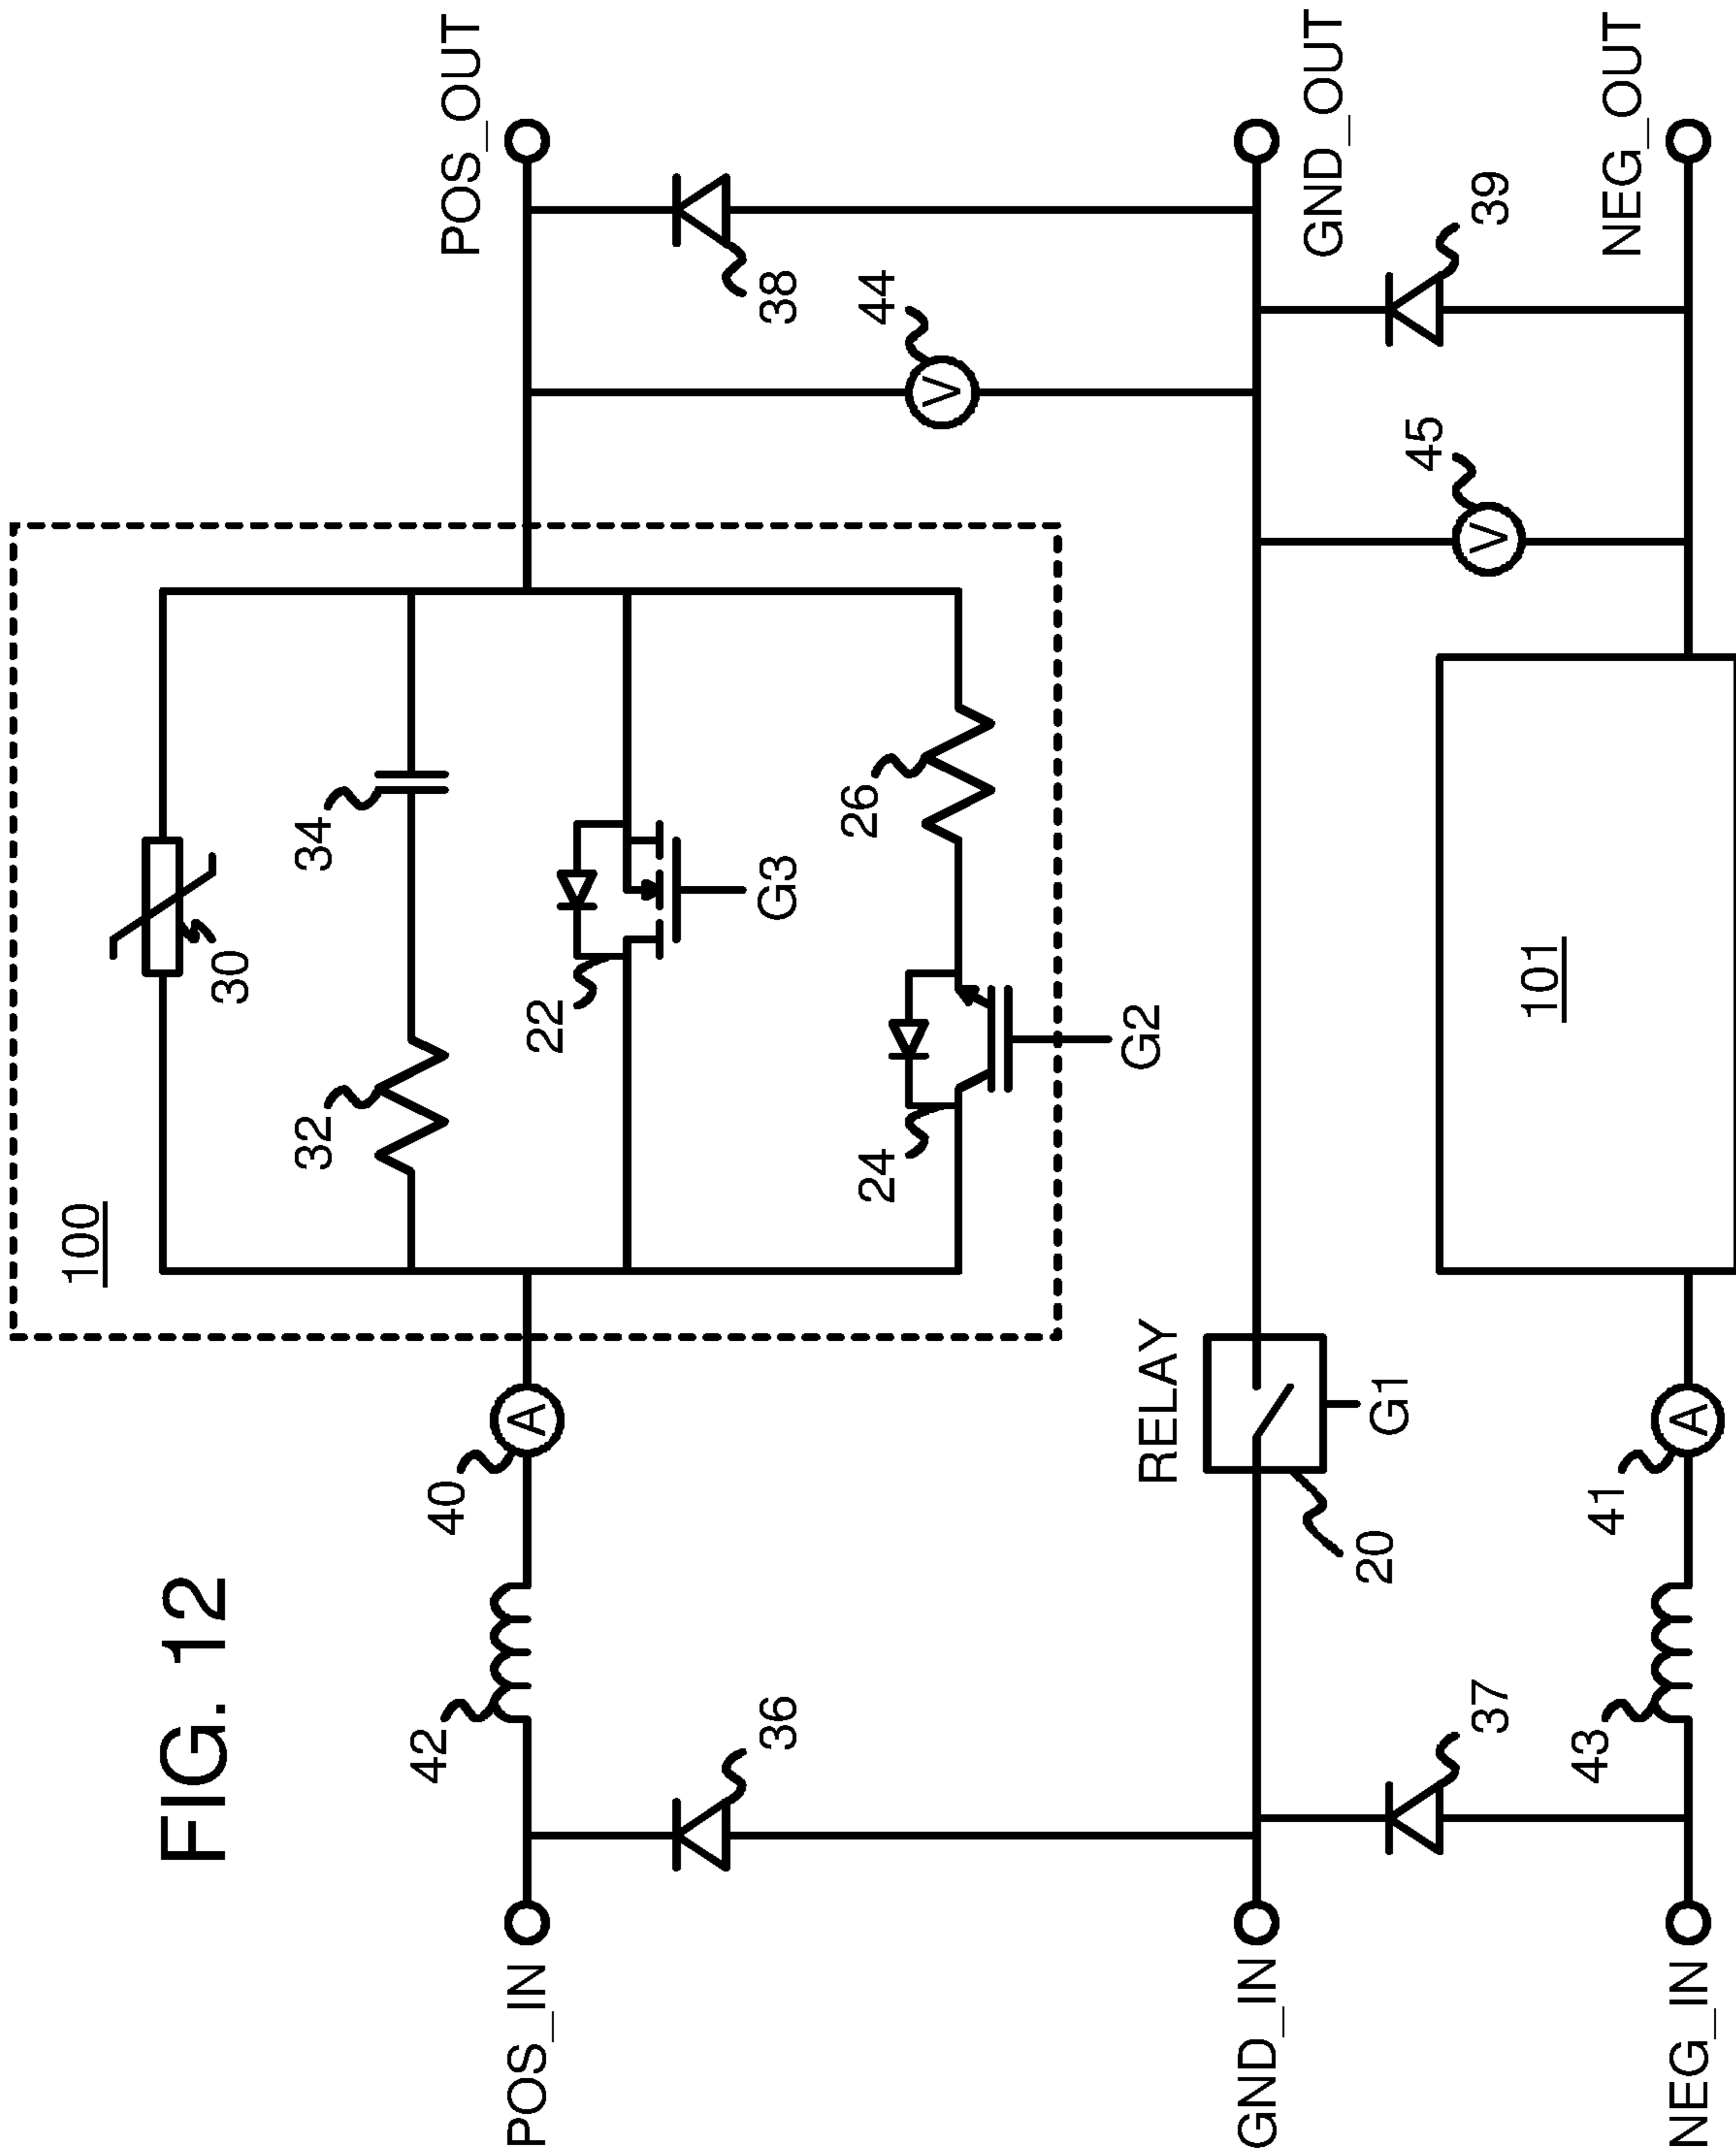 FIG. 12
100
30
32
34
22
G3
24
G2
26
POS_IN
42
40
POS_OUT
36
38
44
V
A
RELAY
G1
20
GND_IN
GND_OUT
37
39
45
V
101
NEG_IN
43
41
A
NEG_OUT